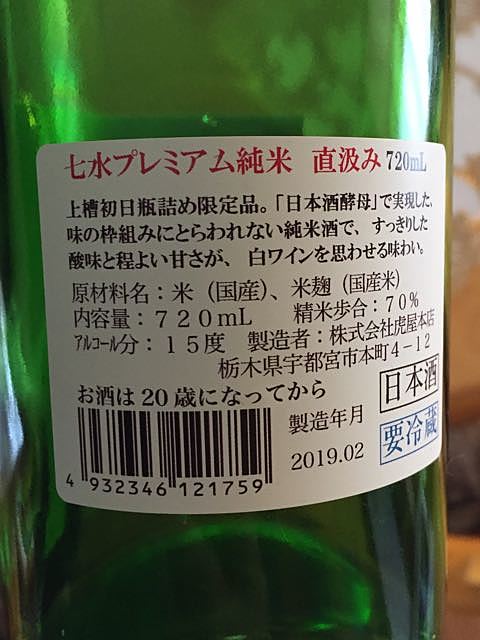 七水プレミアム純米 直汲み 720mL
上槽初日瓶詰め限定品。「日本酒酵母」で実現した、
味の枠組みにとらわれない純米酒で、すっきりした
酸味と程よい甘さが、白ワインを思わせる味わい。
原材料名：米（国産）、米麹（国産米）
内容量：７２０mL 精米歩合：７０％
アルコール分：１５度 製造者：株式会社虎屋本店
栃木県宇都宮市本町４－１２
お酒は20歳になってから
日本酒
製造年月
要冷蔵
2019.02
4 932346 121759